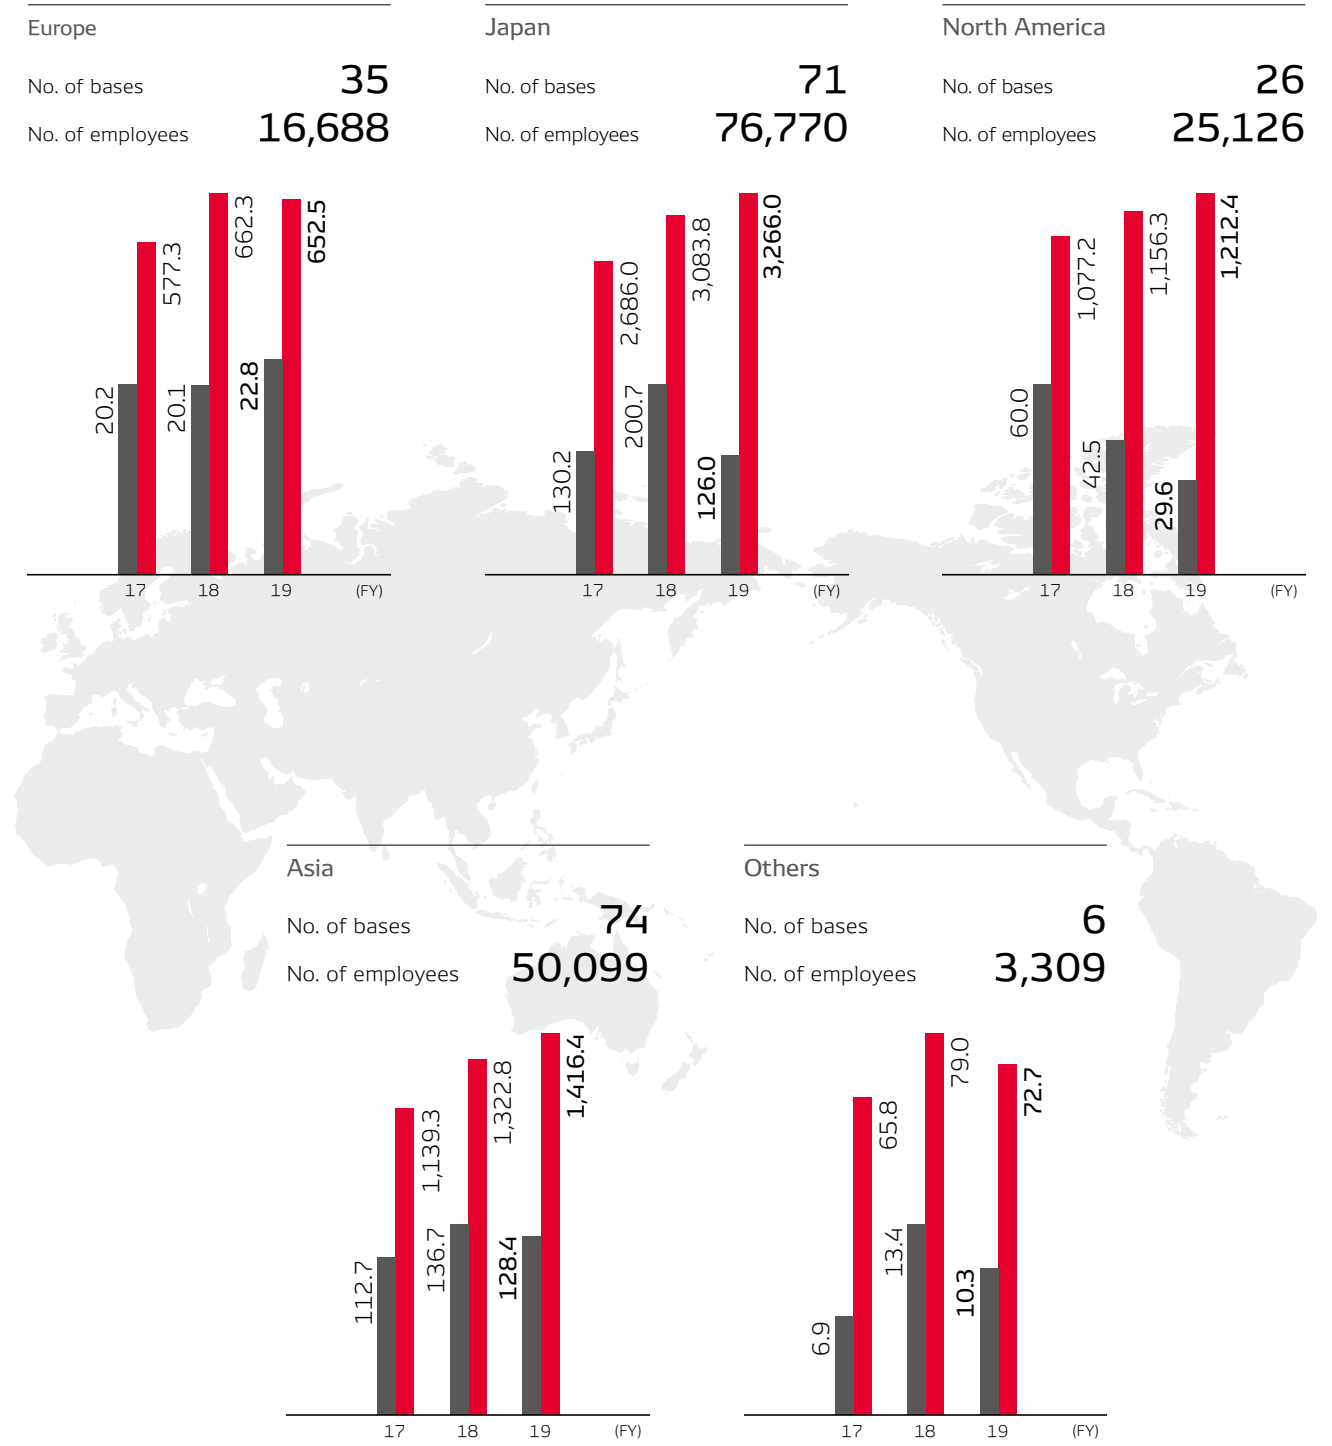 Europe
No. of bases 35
No. of employees 16,688
20.2 577.3 20.1 662.3 22.8 652.5
17 18 19 (FY)
Japan
No. of bases 71
No. of employees 76,770
130.2 2,686.0 200.7 3,083.8 126.0 3,266.0
17 18 19 (FY)
North America
No. of bases 26
No. of employees 25,126
60.0 1,077.2 42.5 1,156.3 29.6 1,212.4
17 18 19 (FY)
Asia
No. of bases 74
No. of employees 50,099
112.7 1,139.3 136.7 1,322.8 128.4 1,416.4
17 18 19 (FY)
Others
No. of bases 6
No. of employees 3,309
6.9 65.8 13.4 79.0 10.3 72.7
17 18 19 (FY)